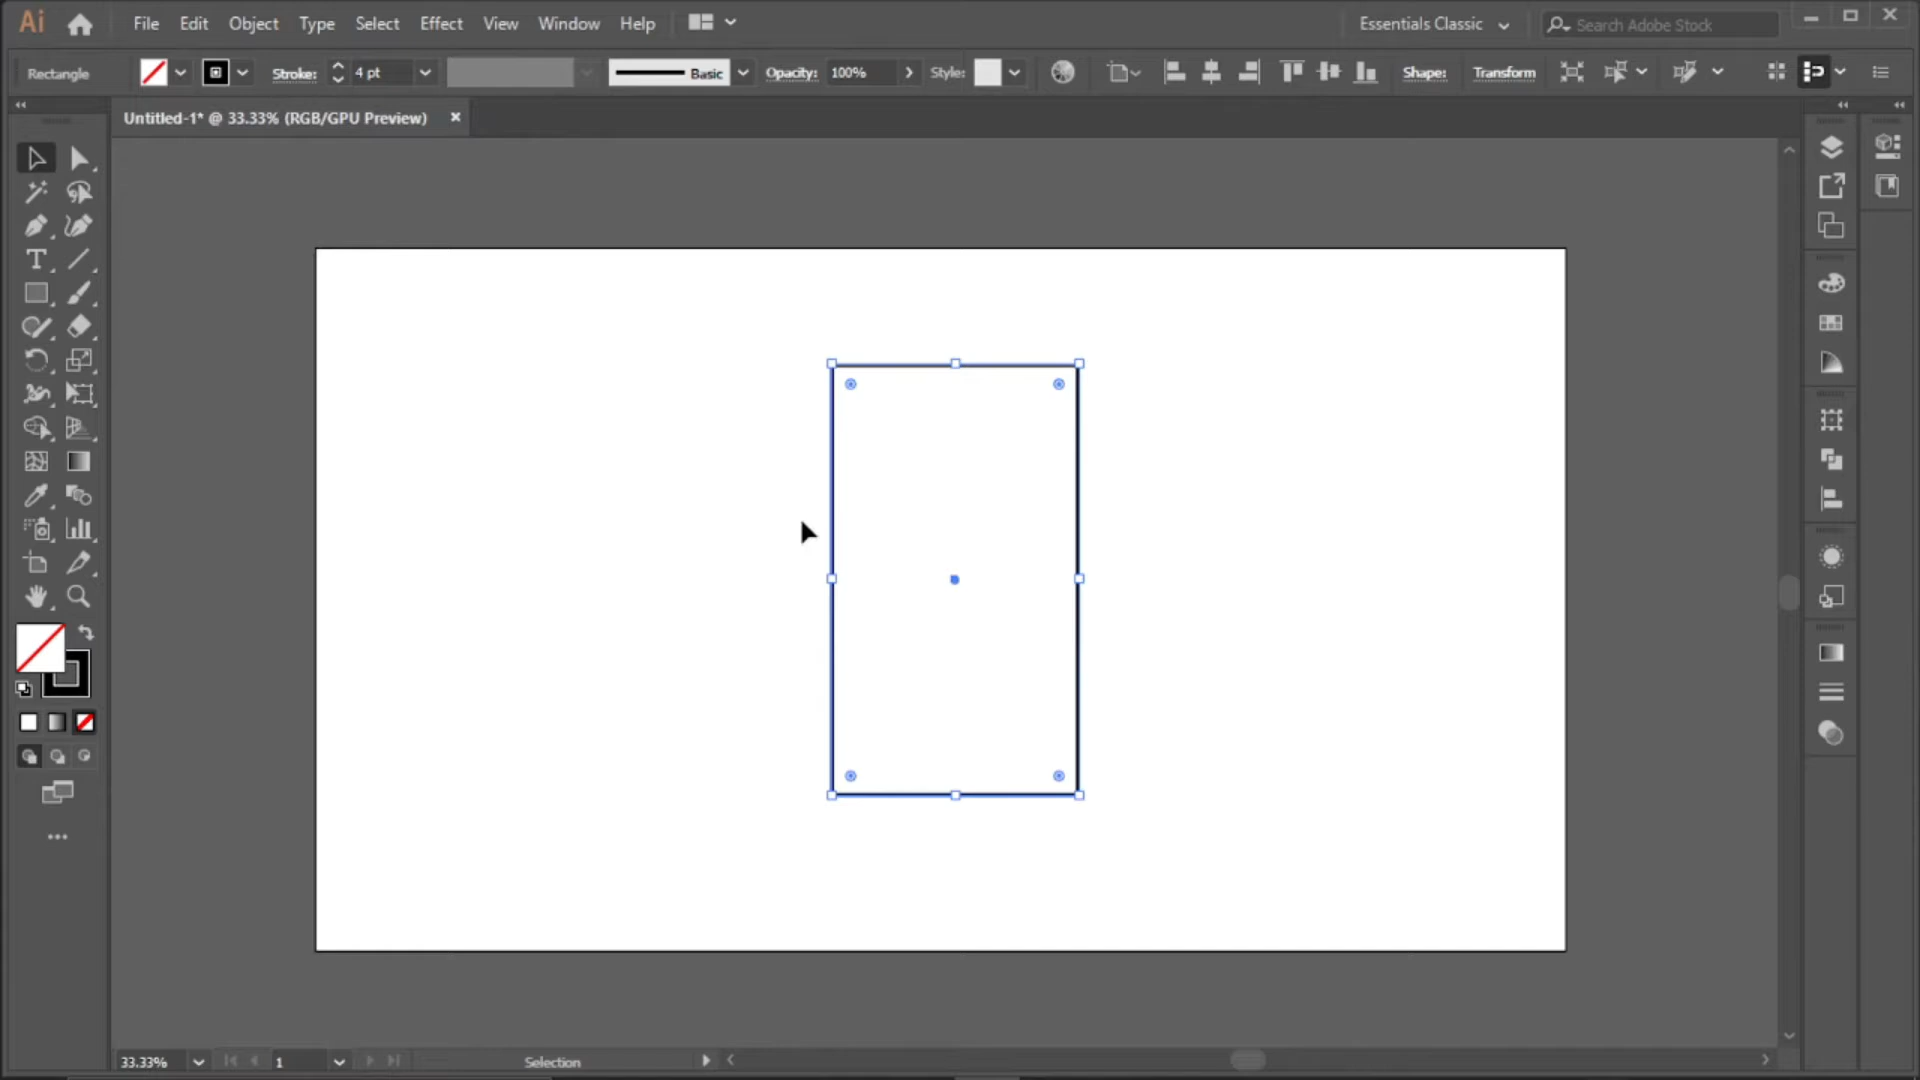 Ai File Edit Object Type Select Effect View Window Help Essentials Classic Search Adobe Stock
Rectangle Stroke: 4 pt Basic Opacity: 100% Style: Shape: Transform
Untitled-1* @ 33.33% (RGB/GPU Preview) ×
33.33% 1 Selection